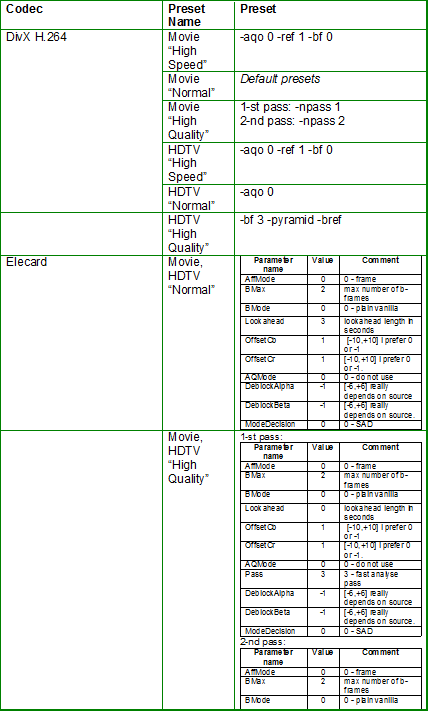 Codec Preset Name Preset
DivX H.264 Movie “High Speed” -aqo 0 -ref 1 -bf 0
Movie “Normal” Default presets
Movie “High Quality” 1-st pass: -npass 1
2-nd pass: -npass 2
HDTV “High Speed” -aqo 0 -ref 1 -bf 0
HDTV “Normal” -aqo 0
HDTV “High Quality” -bf 3 -pyramid -bref
Elecard Movie, HDTV “Normal”
Parameter name Value Comment
AffMode 0 0 - frame
BMax 2 max number of b-frames
BMode 0 0 - plain vanilla
Lookahead 3 lookahead length in seconds
OffsetCb 1 [-10,+10] I prefer 0 or -1
OffsetCr 1 [-10,+10] I prefer 0 or -1.
AQMode 0 0 - do not use
DeblockAlpha -1 [-6,+6] really depends on source
DeblockBeta -1 [-6,+6] really depends on source.
ModeDecision 0 0 - SAD
Movie, HDTV “High Quality”
1-st pass:
Parameter name Value Comment
AffMode 0 0 - frame
BMax 2 max number of b-frames
BMode 0 0 - plain vanilla
Lookahead 0 lookahead length in seconds
OffsetCb 1 [-10,+10] I prefer 0 or -1
OffsetCr 1 [-10,+10] I prefer 0 or -1.
AQMode 0 0 - do not use
Pass 3 3 - fast analyse pass
DeblockAlpha -1 [-6,+6] really depends on source
DeblockBeta -1 [-6,+6] really depends on source.
ModeDecision 0 0 - SAD
2-nd pass:
Parameter name Value Comment
AffMode 0 0 - frame
BMax 2 max number of b-frames
BMode 0 0 - plain vanilla